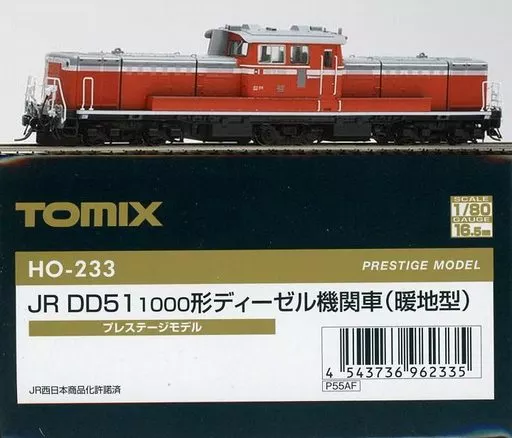 TOMIX
SCALE
1/80
GAUGE
16.5mm
HO-233
PRESTIGE MODEL
JR DD51 1000形ディーゼル機関車(暖地型)
プレステージモデル
JR西日本商品化許諾済
4 543736 962335
P55AF